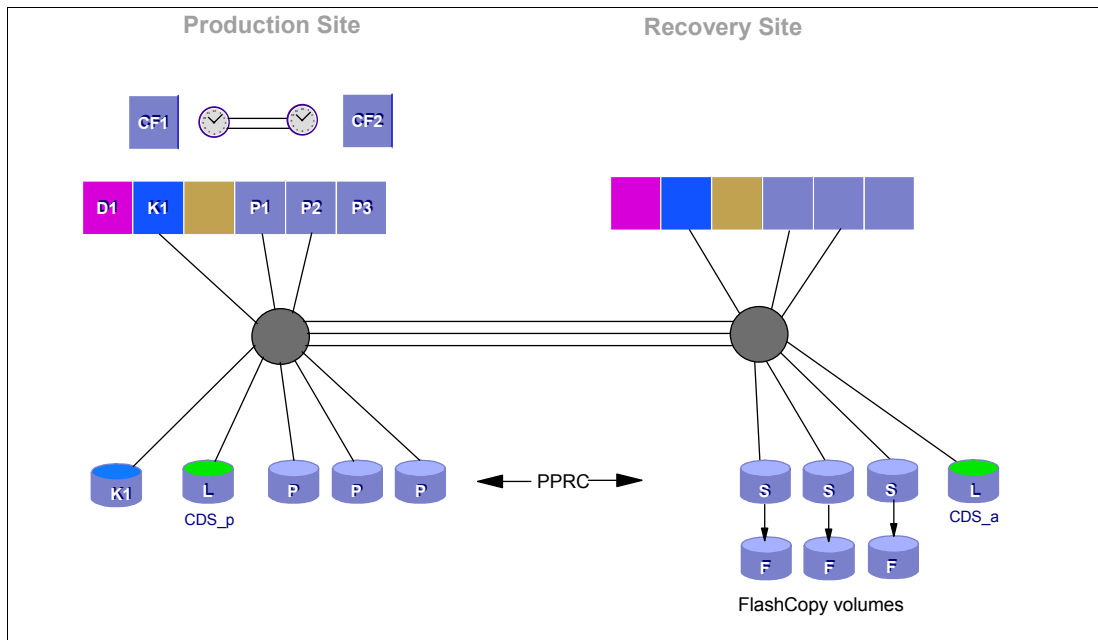 Production Site
Recovery Site
CF1
CF2
D1 K1 P1 P2 P3
K1 L P P P
CDS_p
PPRC
S S S L
CDS_a
F F F
FlashCopy volumes